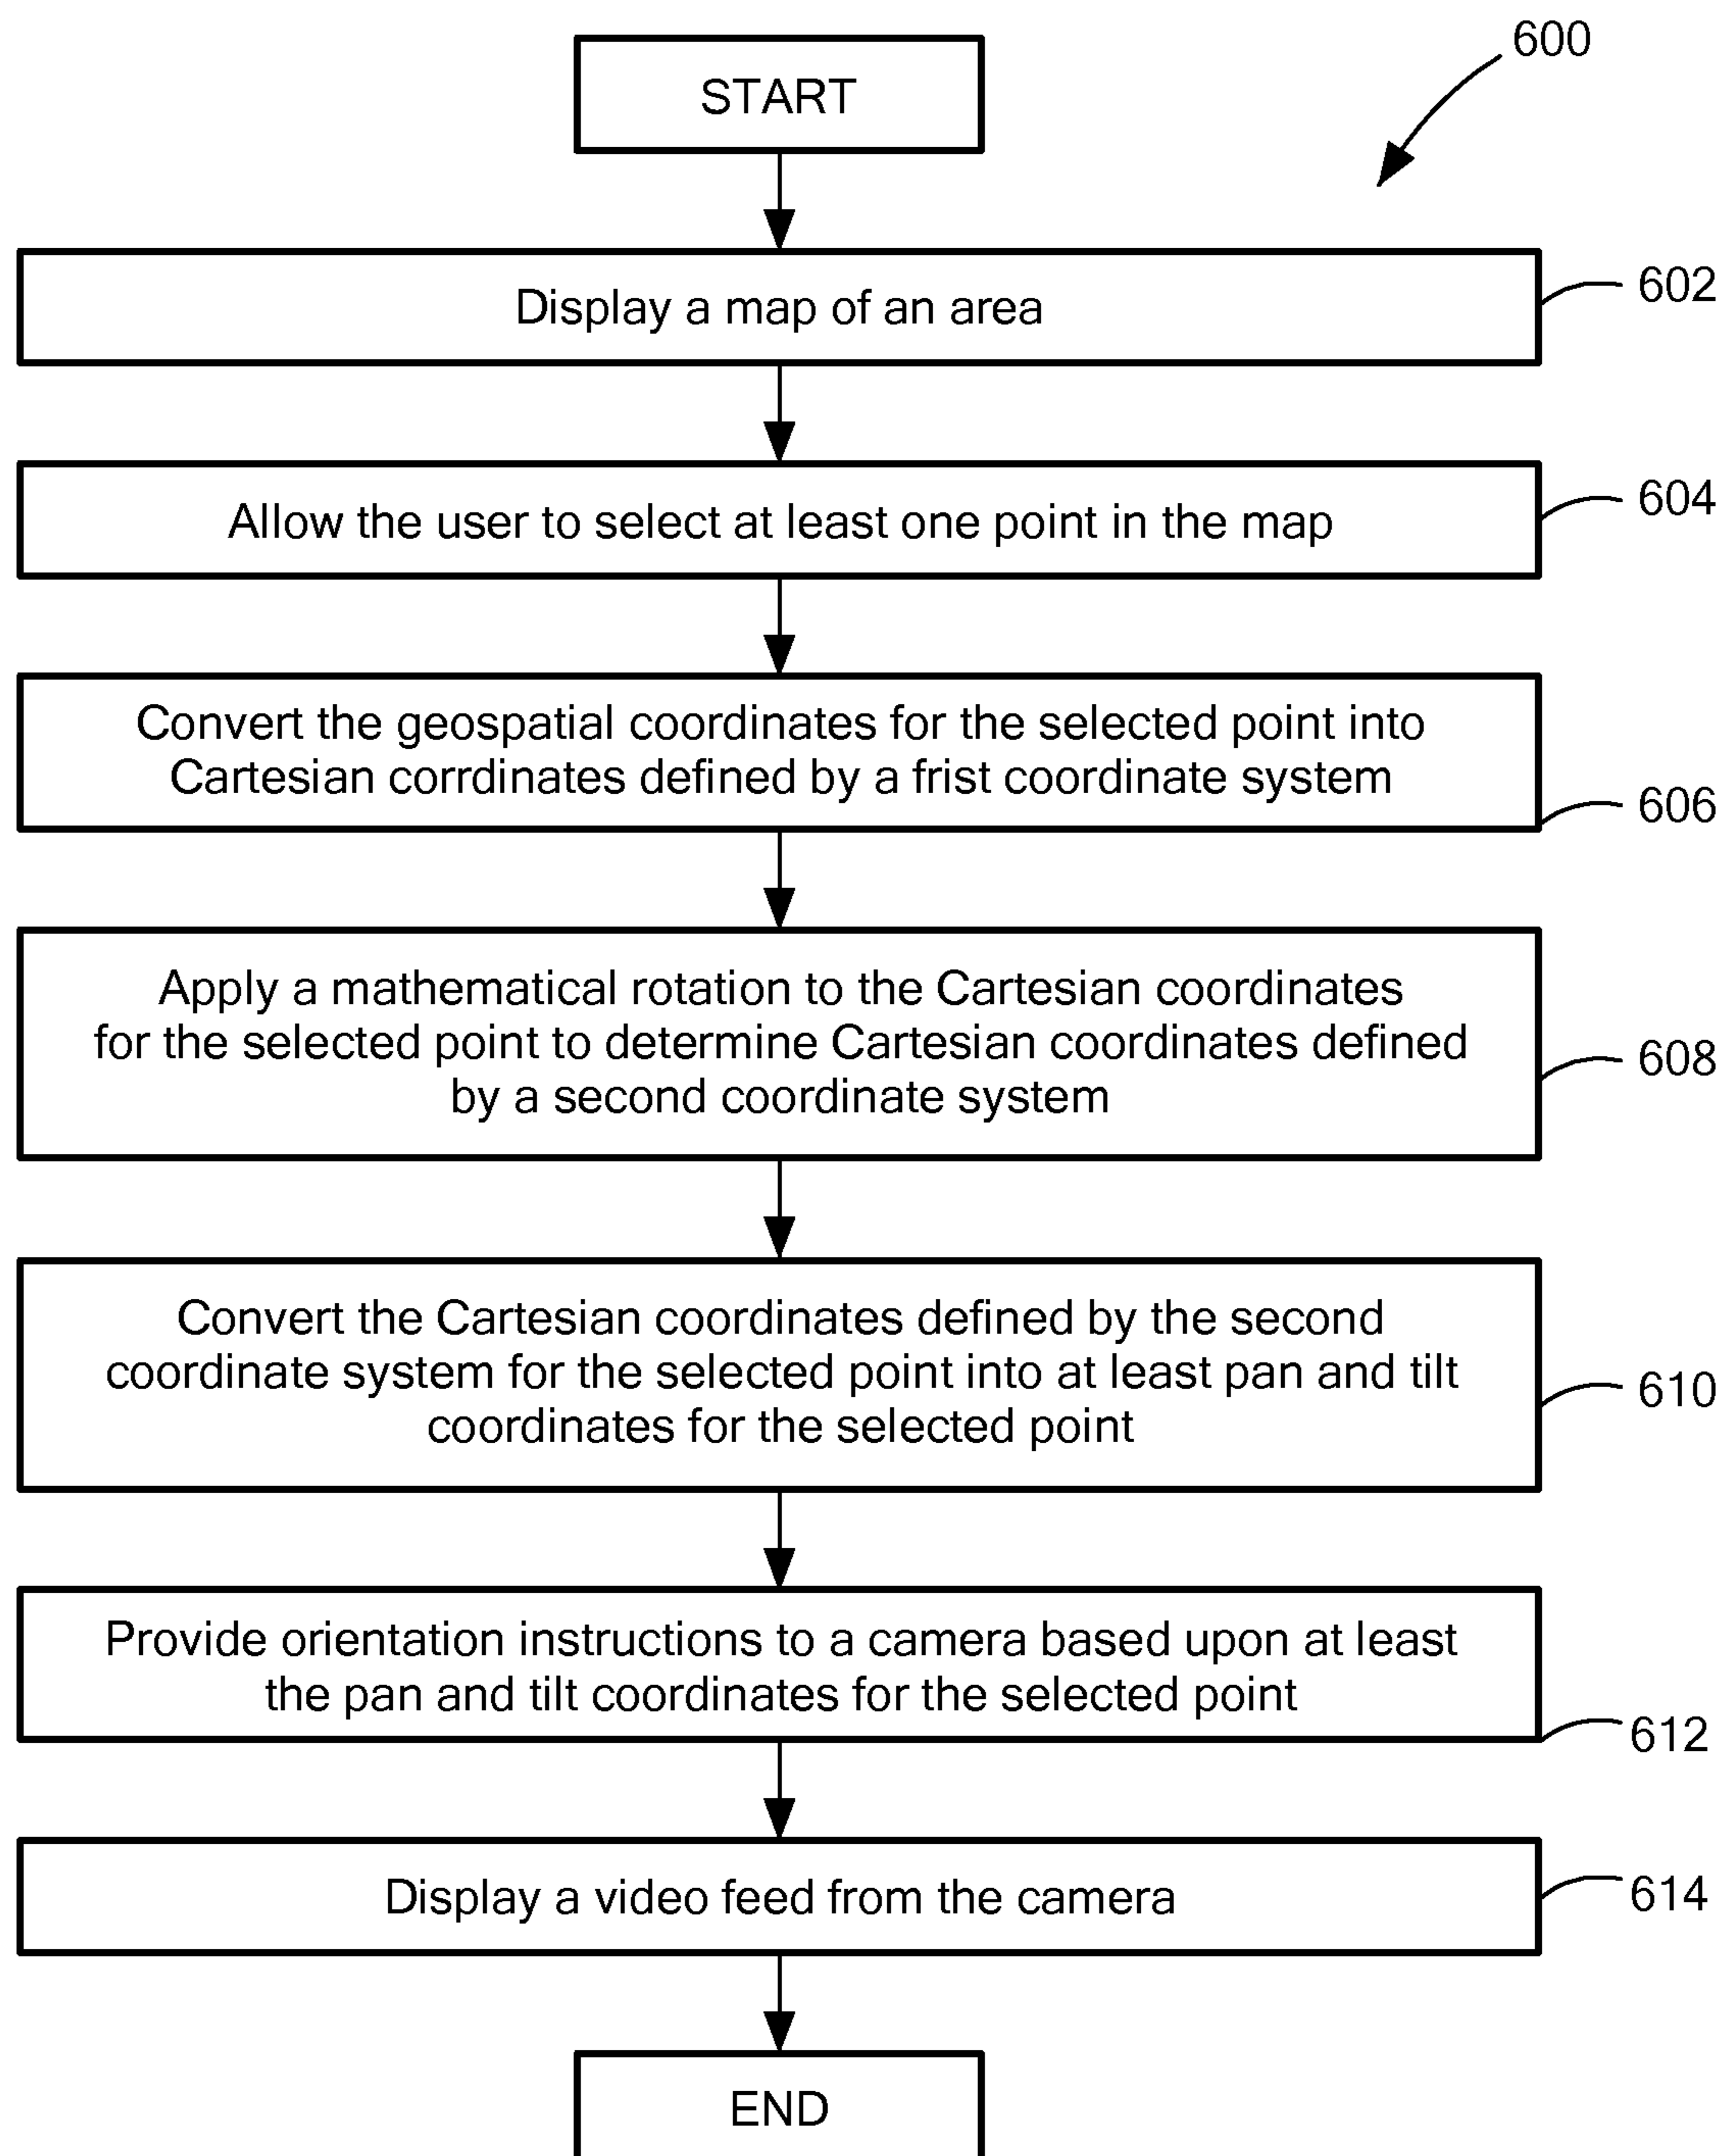 600
START
Display a map of an area
602
Allow the user to select at least one point in the map
604
Convert the geospatial coordinates for the selected point into
Cartesian corrdinates defined by a frist coordinate system
606
Apply a mathematical rotation to the Cartesian coordinates
for the selected point to determine Cartesian coordinates defined
by a second coordinate system
608
Convert the Cartesian coordinates defined by the second
coordinate system for the selected point into at least pan and tilt
coordinates for the selected point
610
Provide orientation instructions to a camera based upon at least
the pan and tilt coordinates for the selected point
612
Display a video feed from the camera
614
END